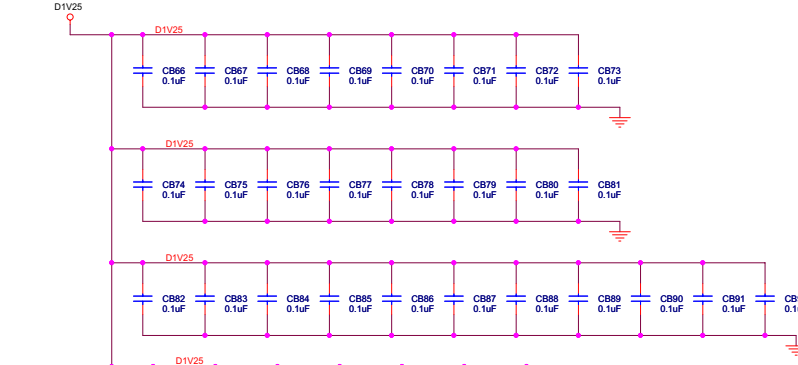 D1V25
D1V25
CB66 CB67 CB68 CB69 CB70 CB71 CB72 CB73
0.1uF 0.1uF 0.1uF 0.1uF 0.1uF 0.1uF 0.1uF 0.1uF
D1V25
CB74 CB75 CB76 CB77 CB78 CB79 CB80 CB81
0.1uF 0.1uF 0.1uF 0.1uF 0.1uF 0.1uF 0.1uF 0.1uF
D1V25
CB82 CB83 CB84 CB85 CB86 CB87 CB88 CB89 CB90 CB91
0.1uF 0.1uF 0.1uF 0.1uF 0.1uF 0.1uF 0.1uF 0.1uF 0.1uF 0.1uF
D1V25